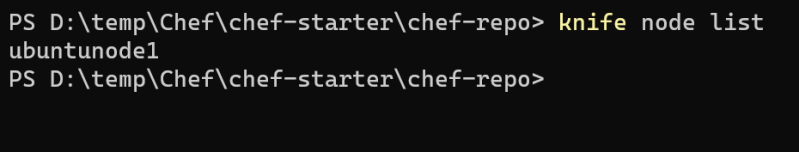 PS D:\temp\Chef\chef-starter\chef-repo> knife node list
ubuntunode1
PS D:\temp\Chef\chef-starter\chef-repo>